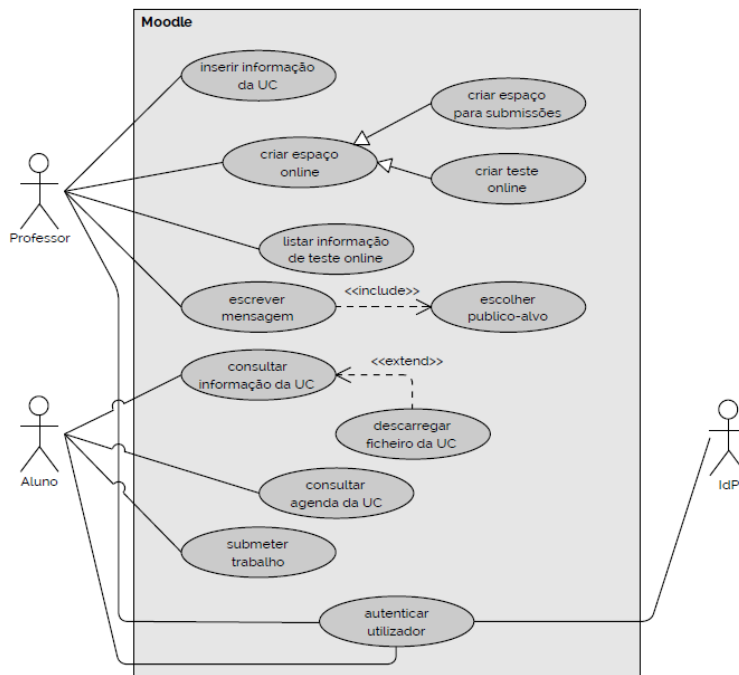 Moodle
inserir informação
da UC
criar espaço
para submissões
criar espaço
online
criar teste
online
Professor
listar informação
de teste online
<<include>>
escrever
mensagem
escolher
publico-alvo
<<extend>>
consultar
informação da UC
descarregar
ficheiro da UC
Aluno
IdP
consultar
agenda da UC
submeter
trabalho
autenticar
utilizador